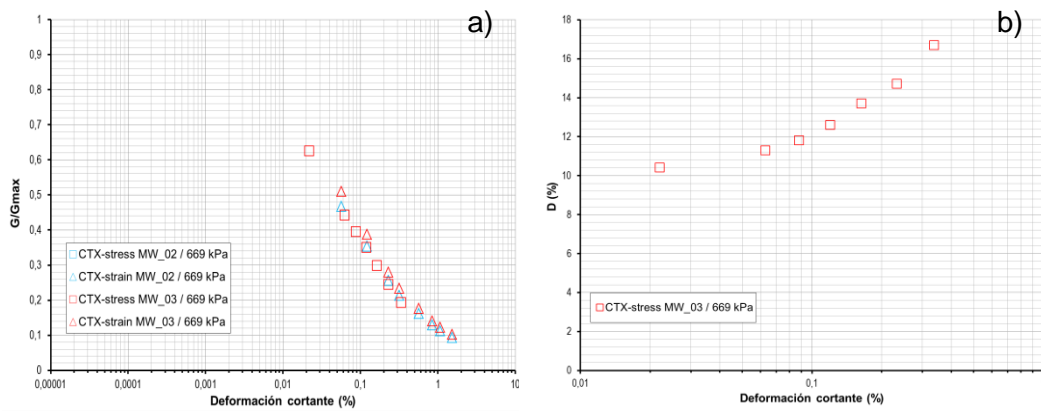 a)
1
0,9
0,8
0,7
0,6
0,5
0,4
0,3
0,2
0,1
0
G/Gmax
CTX-stress MW_02 / 669 kPa
CTX-strain MW_02 / 669 kPa
CTX-stress MW_03 / 669 kPa
CTX-strain MW_03 / 669 kPa
0,00001 0,0001 0,001 0,01 0,1 1 10
Deformación cortante (%)
b)
18
16
14
12
10
8
6
4
2
0
D (%)
CTX-stress MW_03 / 669 kPa
0,01 0,1
Deformación cortante (%)